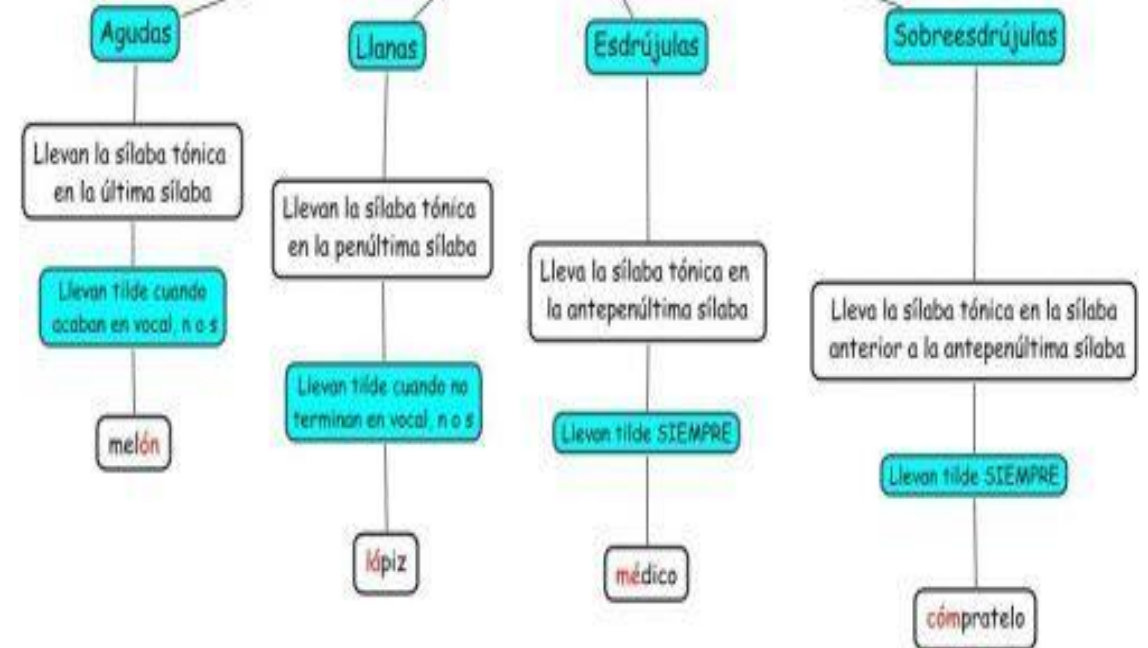 Agudas
Llevan la sílaba tónica
en la última sílaba
Llevan tilde cuando
acaban en vocal, n o s
melón
Llanas
Llevan la sílaba tónica
en la penúltima sílaba
Llevan tilde cuando no
terminan en vocal, n o s
lápiz
Esdrújulas
Lleva la sílaba tónica en
la antepenúltima sílaba
Llevan tilde SIEMPRE
médico
Sobreesdrújulas
Lleva la sílaba tónica en la sílaba
anterior a la antepenúltima sílaba
Llevan tilde SIEMPRE
cómpratelo